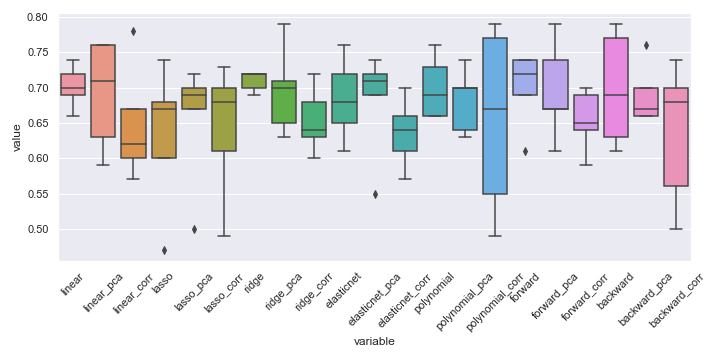 0.80
0.75
0.70
0.65
0.60
0.55
0.50
value
linear
linear_pca
linear_corr
lasso
lasso_pca
lasso_corr
ridge
ridge_pca
ridge_corr
elasticnet
elasticnet_pca
elasticnet_corr
polynomial
polynomial_pca
polynomial_corr
forward
forward_pca
forward_corr
backward
backward_pca
backward_corr
variable